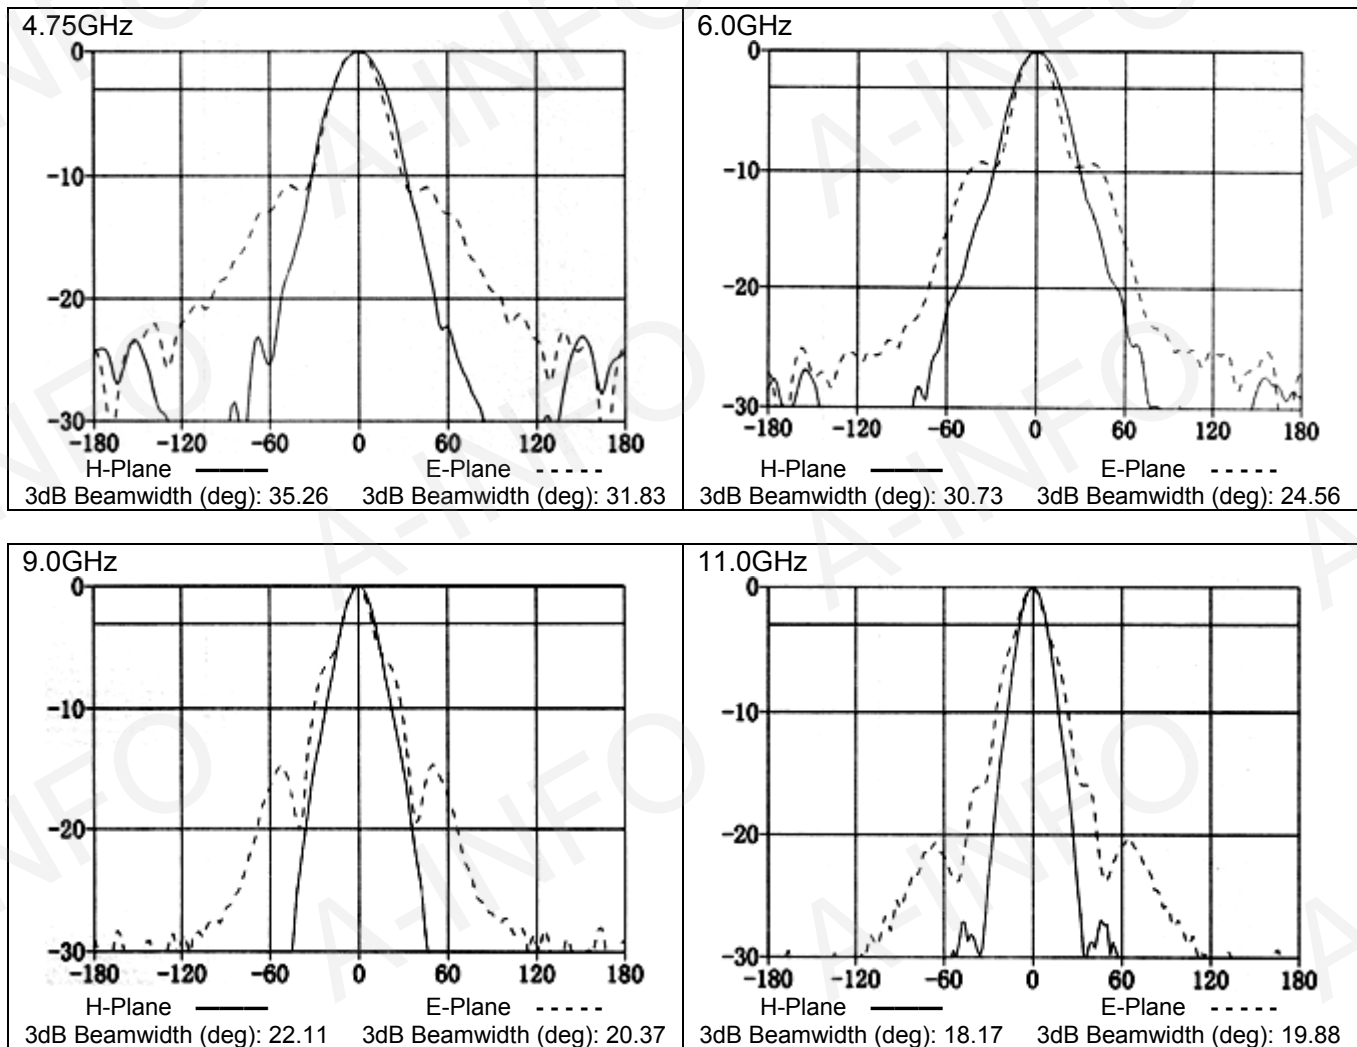 4.75GHz
0
-10
-20
-30
-180 -120 -60 0 60 120 180
H-Plane E-Plane
3dB Beamwidth (deg): 35.26 3dB Beamwidth (deg): 31.83
6.0GHz
0
-10
-20
-30
-180 -120 -60 0 60 120 180
H-Plane E-Plane
3dB Beamwidth (deg): 30.73 3dB Beamwidth (deg): 24.56
9.0GHz
0
-10
-20
-30
-180 -120 -60 0 60 120 180
H-Plane E-Plane
3dB Beamwidth (deg): 22.11 3dB Beamwidth (deg): 20.37
11.0GHz
0
-10
-20
-30
-180 -120 -60 0 60 120 180
H-Plane E-Plane
3dB Beamwidth (deg): 18.17 3dB Beamwidth (deg): 19.88
A-INFO
A-INFO
A-INFO
A-INFO